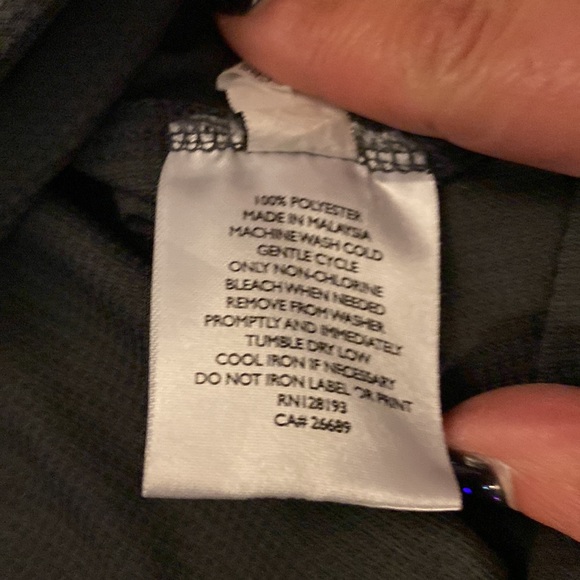 100% POLYESTER
MADE IN MALAYSIA
MACHINE WASH COLD
GENTLE CYCLE
ONLY NON-CHLORINE
BLEACH WHEN NEEDED
REMOVE FROM WASHER
PROMPTLY AND IMMEDIATELY
TUMBLE DRY LOW
COOL IRON IF NECESSARY
DO NOT IRON LABEL OR PRINT
RN128193
CA# 26689